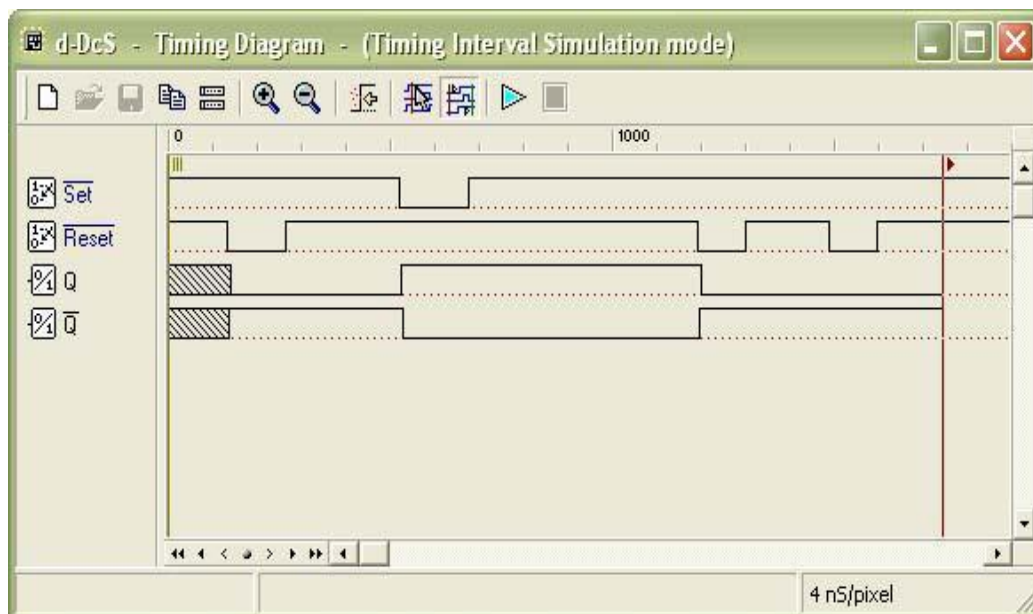 d-DcS - Timing Diagram - (Timing Interval Simulation mode)
0 1000
Set
Reset
Q
Q
4 nS/pixel